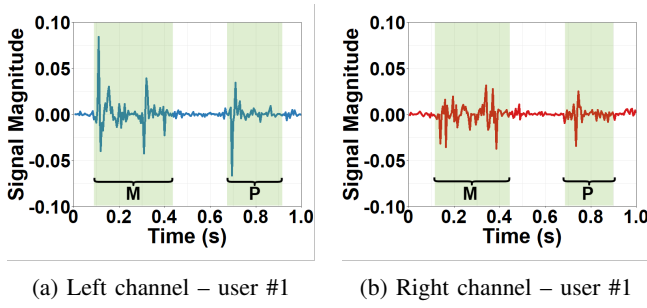 Signal Magnitude
0.10
0.05
0.00
-0.05
-0.10
M
P
0 0.2 0.4 0.6 0.8 1.0
Time (s)
(a) Left channel – user #1
Signal Magnitude
0.10
0.05
0.00
-0.05
-0.10
M
P
0 0.2 0.4 0.6 0.8 1.0
Time (s)
(b) Right channel – user #1